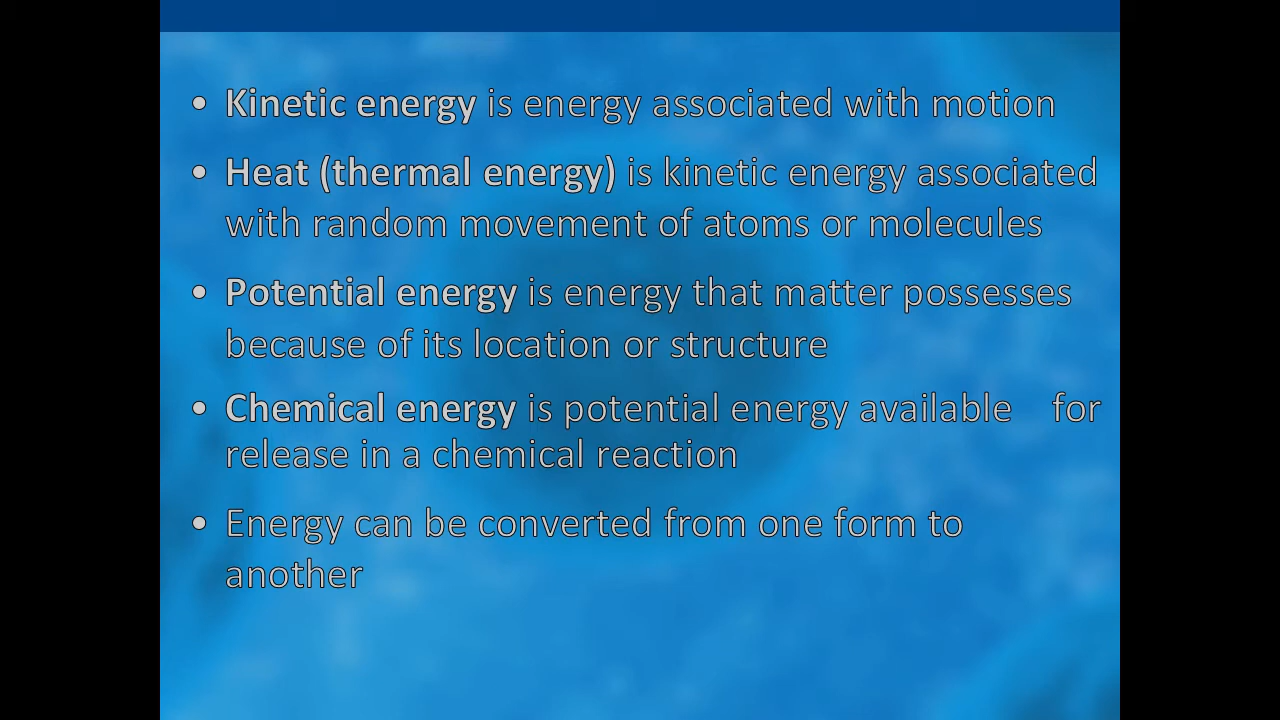 • Kinetic energy is energy associated with motion
• Heat (thermal energy) is kinetic energy associated
with random movement of atoms or molecules
• Potential energy is energy that matter possesses
because of its location or structure
• Chemical energy is potential energy available for
release in a chemical reaction
• Energy can be converted from one form to
another